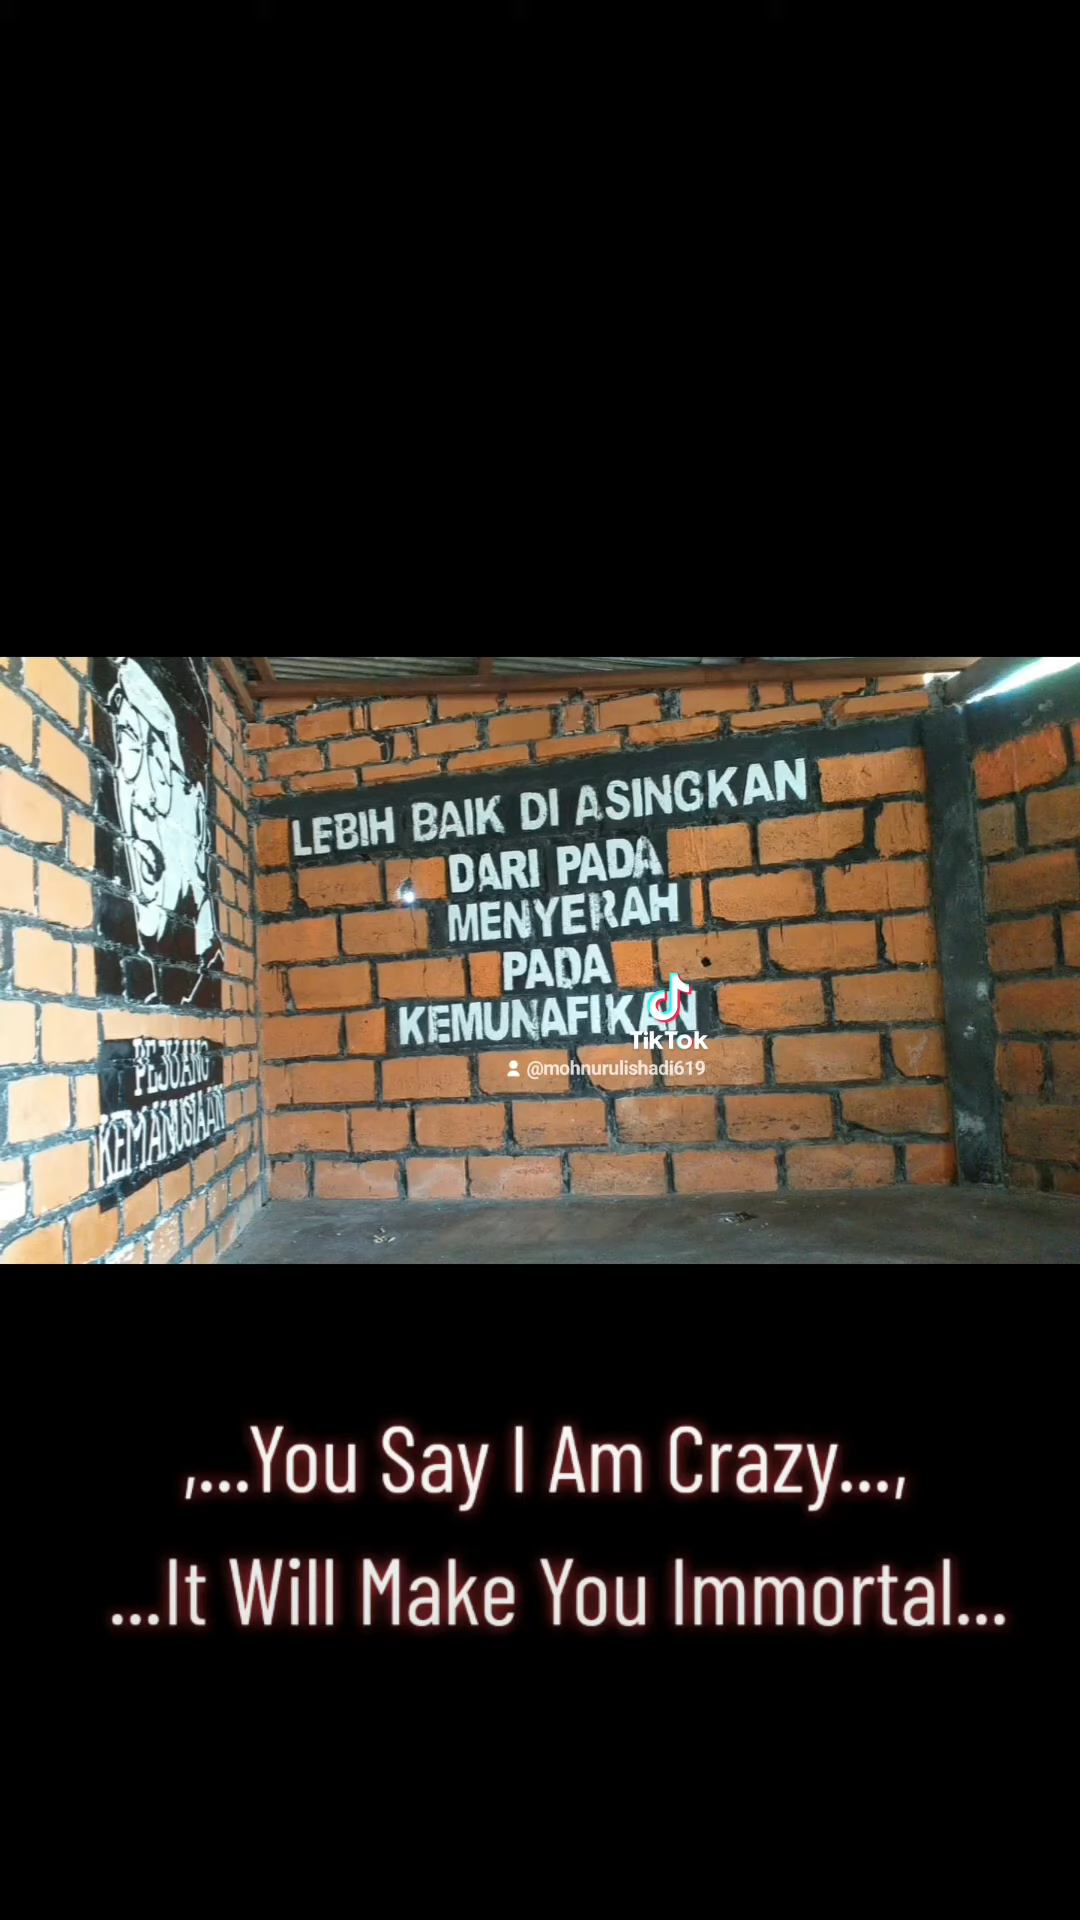 LEBIH BAIK DI ASINGKAN
DARI PADA
MENYERAH
PADA
KEMUNAFIKAN
PEJUANG
KEMANUSIAAN
TikTok
@mohnurulishadi619
,...You Say I Am Crazy...,
...It Will Make You Immortal...